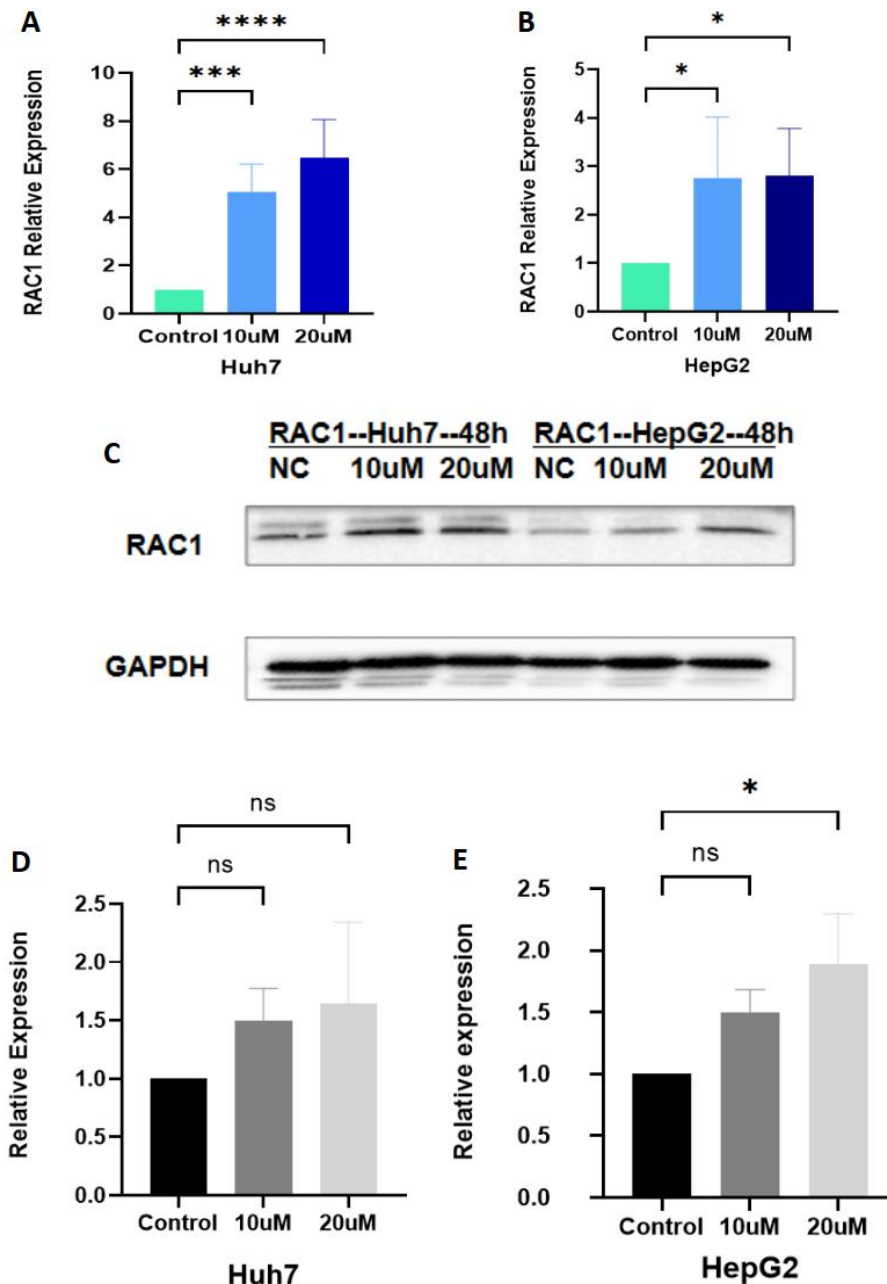 A
****
***
RAC1 Relative Expression
10
8
6
4
2
0
Control 10uM 20uM
Huh7
B
*
*
RAC1 Relative Expression
5
4
3
2
1
0
Control 10uM 20uM
HepG2
C
RAC1--Huh7--48h RAC1--HepG2--48h
NC 10uM 20uM NC 10uM 20uM
RAC1
GAPDH
D
ns
ns
Relative Expression
2.5
2.0
1.5
1.0
0.5
0.0
Control 10uM 20uM
Huh7
E
*
ns
Relative expression
2.5
2.0
1.5
1.0
0.5
0.0
Control 10uM 20uM
HepG2